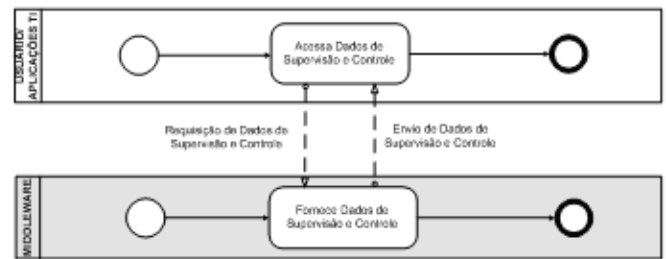 USUÁRIO/
APLICAÇÕES TI
Acessa Dados de
Supervisão e Controle
Requisição de Dados de
Supervisão e Controle
Envio de Dados de
Supervisão e Controle
MIDDLEWARE
Fornece Dados de
Supervisão e Controle